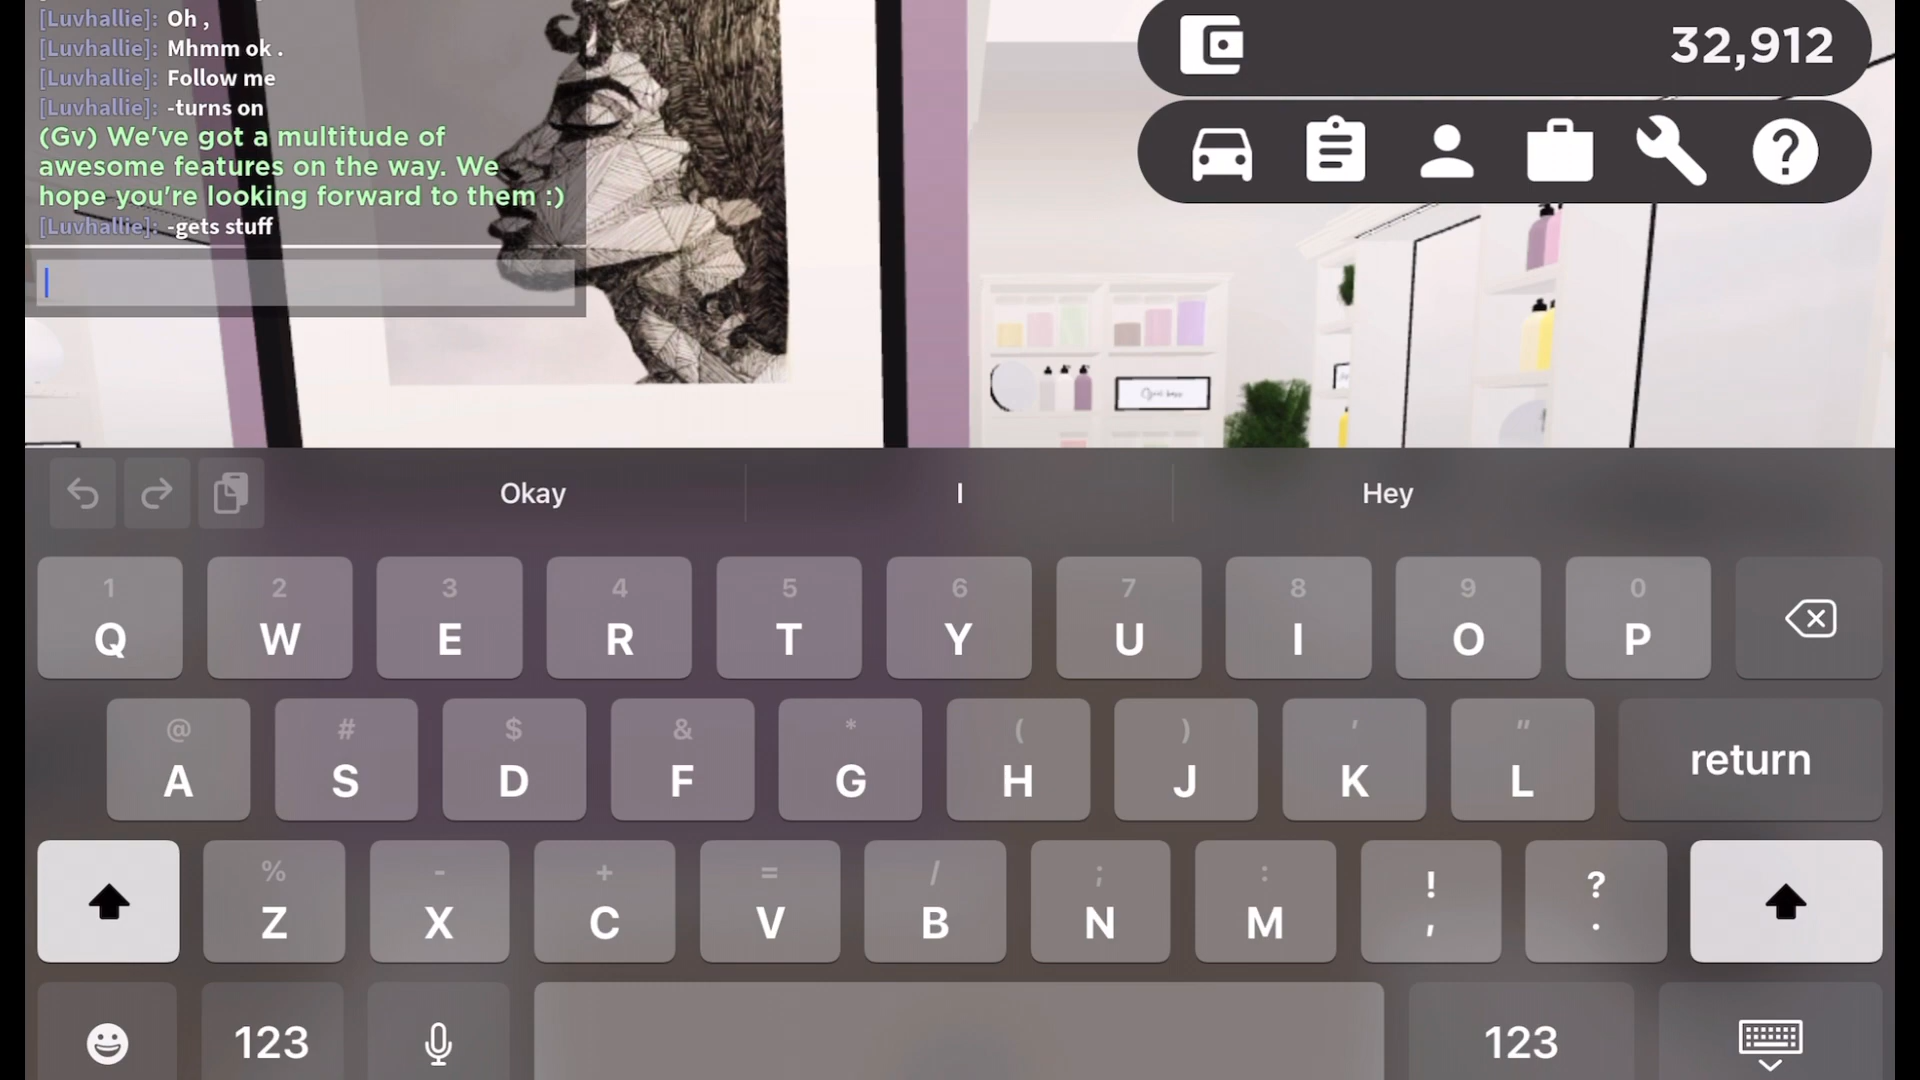 [Luvhallie]: Oh ,
[Luvhallie]: Mhmm ok .
[Luvhallie]: Follow me
[Luvhallie]: -turns on
(Gv) We've got a multitude of
awesome features on the way. We
hope you're looking forward to them :)
[Luvhallie]: -gets stuff
32,912
Okay I Hey
1 2 3 4 5 6 7 8 9 0
Q W E R T Y U I O P
@ # $ & * ( ) ' "
A S D F G H J K L return
% - + = / ; : ! ?
Z X C V B N M , .
123 123